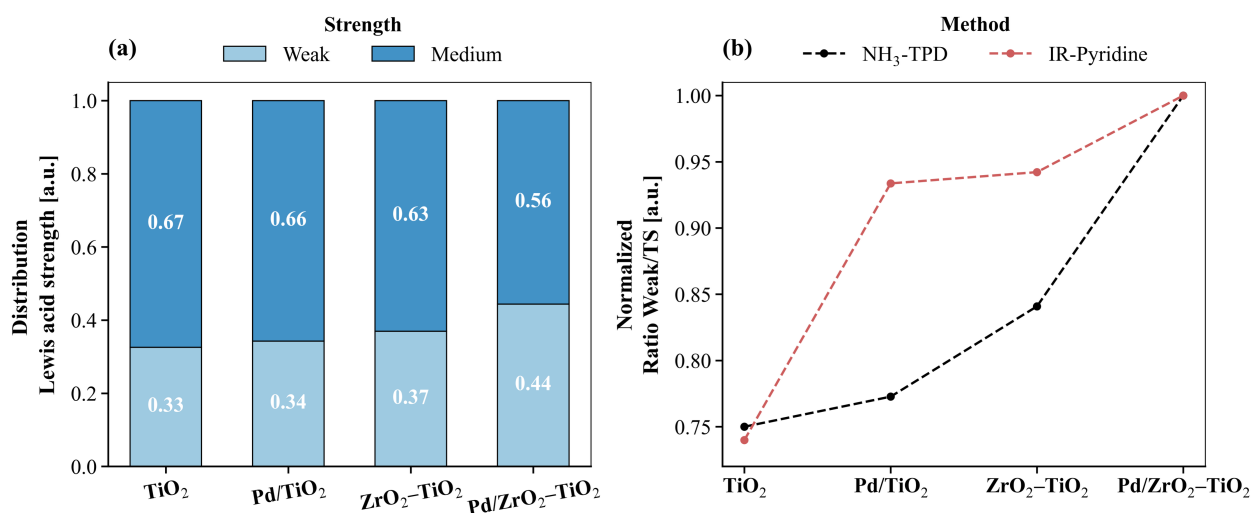 (a)
Strength
Weak Medium
Distribution
Lewis acid strength [a.u.]
1.0
0.8
0.6
0.4
0.2
0.0
0.67 0.66 0.63 0.56
0.33 0.34 0.37 0.44
TiO₂ Pd/TiO₂ ZrO₂–TiO₂ Pd/ZrO₂–TiO₂
(b)
Method
NH₃-TPD IR-Pyridine
Normalized
Ratio Weak/TS [a.u.]
1.00
0.95
0.90
0.85
0.80
0.75
TiO₂ Pd/TiO₂ ZrO₂–TiO₂ Pd/ZrO₂–TiO₂